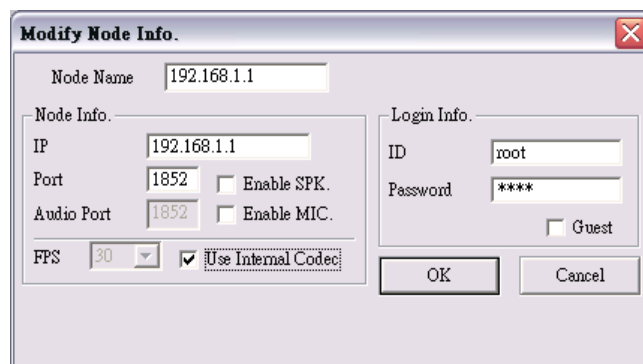 Modify Node Info.
Node Name 192.168.1.1
Node Info.
IP 192.168.1.1
Port 1852 Enable SPK.
Audio Port 1852 Enable MIC.
FPS 30 Use Internal Codec
Login Info.
ID root
Password ****
Guest
OK Cancel